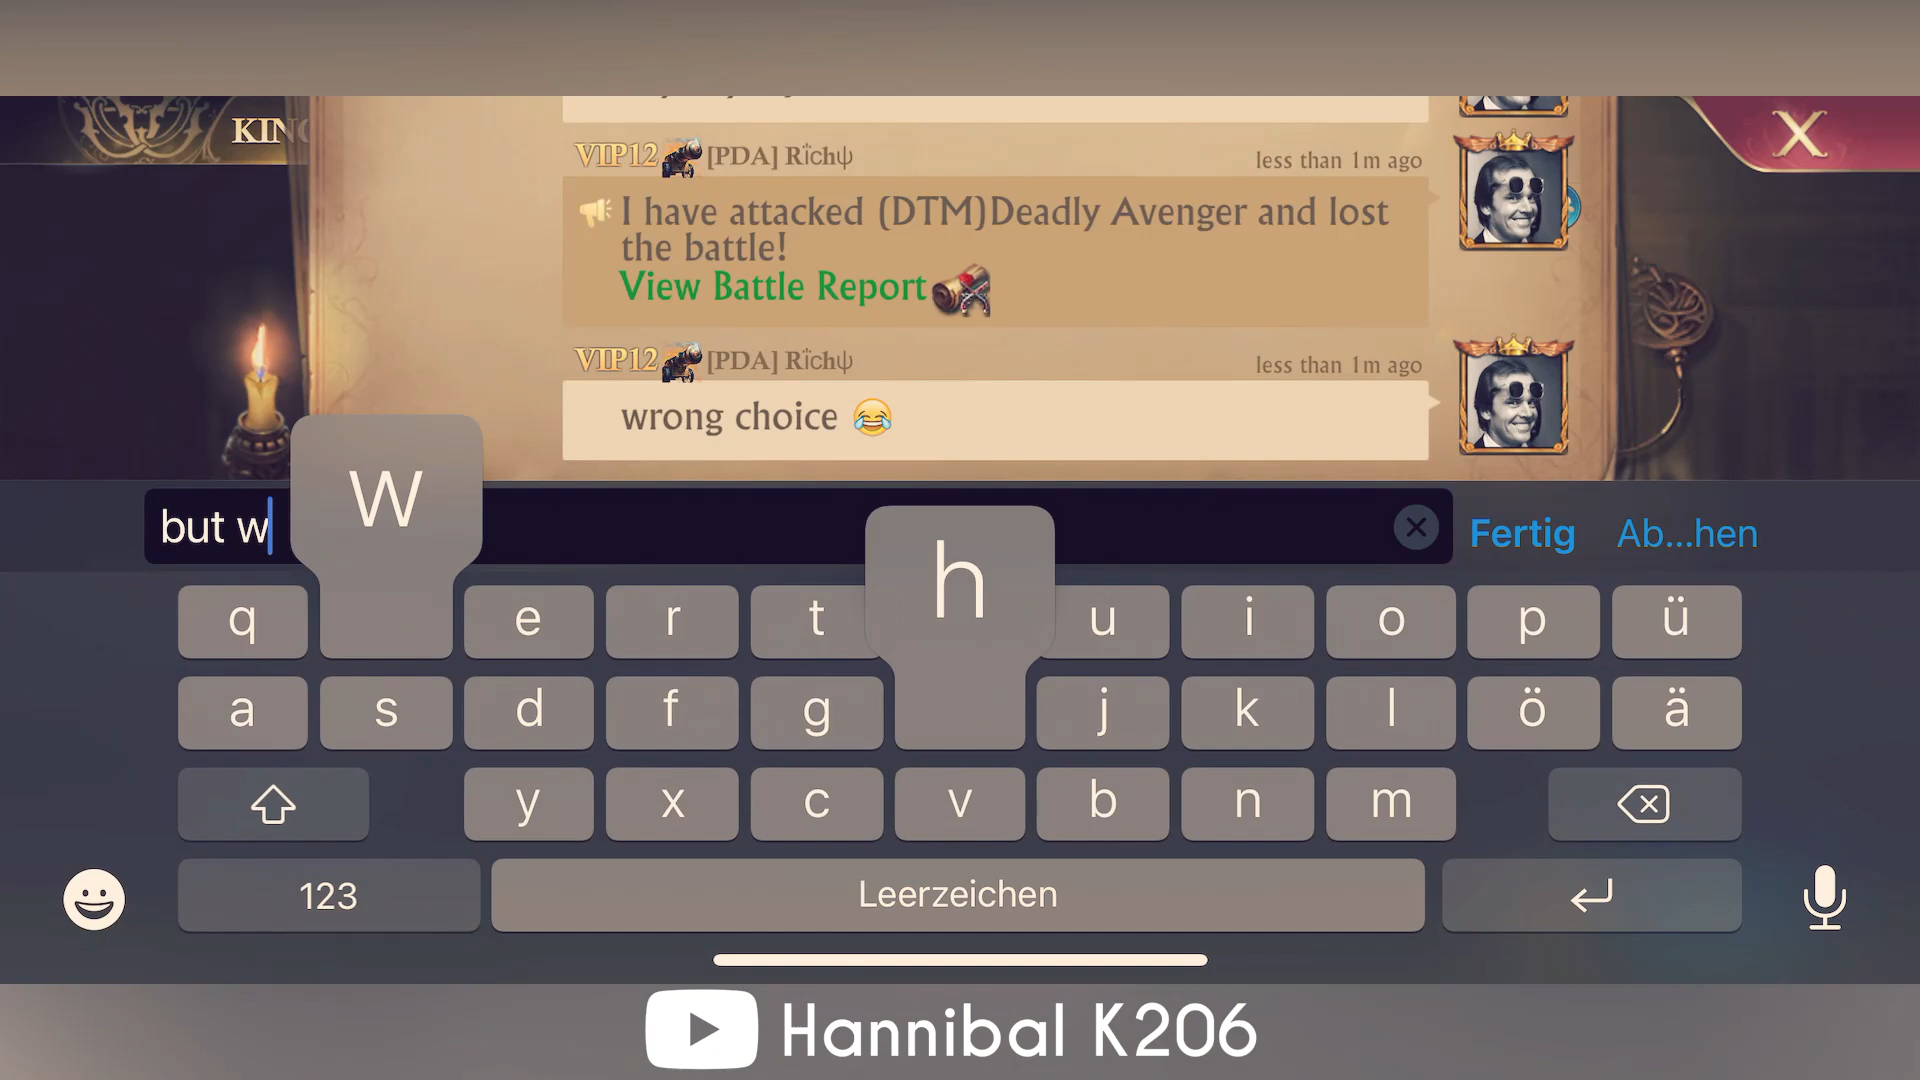 KING
VIP12 [PDA] Rïchψ less than 1m ago
I have attacked (DTM)Deadly Avenger and lost
the battle!
View Battle Report
VIP12 [PDA] Rïchψ less than 1m ago
wrong choice 😂
but w
Fertig Ab...hen
W
h
q e r t u i o p ü
a s d f g j k l ö ä
y x c v b n m
123 Leerzeichen
Hannibal K206